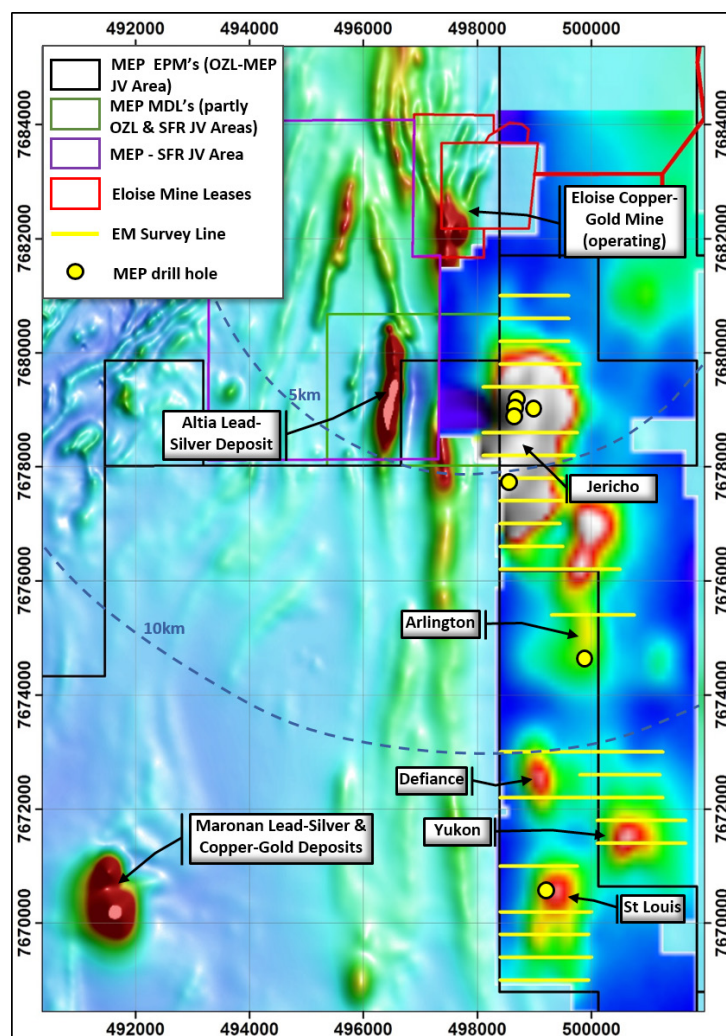 492000
494000
496000
498000
500000
MEP EPM's (OZL-MEP
JV Area)
MEP MDL's (partly
OZL & SFR JV Areas)
MEP - SFR JV Area
Eloise Mine Leases
EM Survey Line
MEP drill hole
Eloise Copper-
Gold Mine
(operating)
5km
Altia Lead-
Silver Deposit
Jericho
10km
Arlington
Defiance
Yukon
Maronan Lead-Silver &
Copper-Gold Deposits
St Louis
7684000
7682000
7680000
7678000
7676000
7674000
7672000
7670000
7684000
7682000
7680000
7678000
7676000
7674000
7672000
7670000
492000
494000
496000
498000
500000